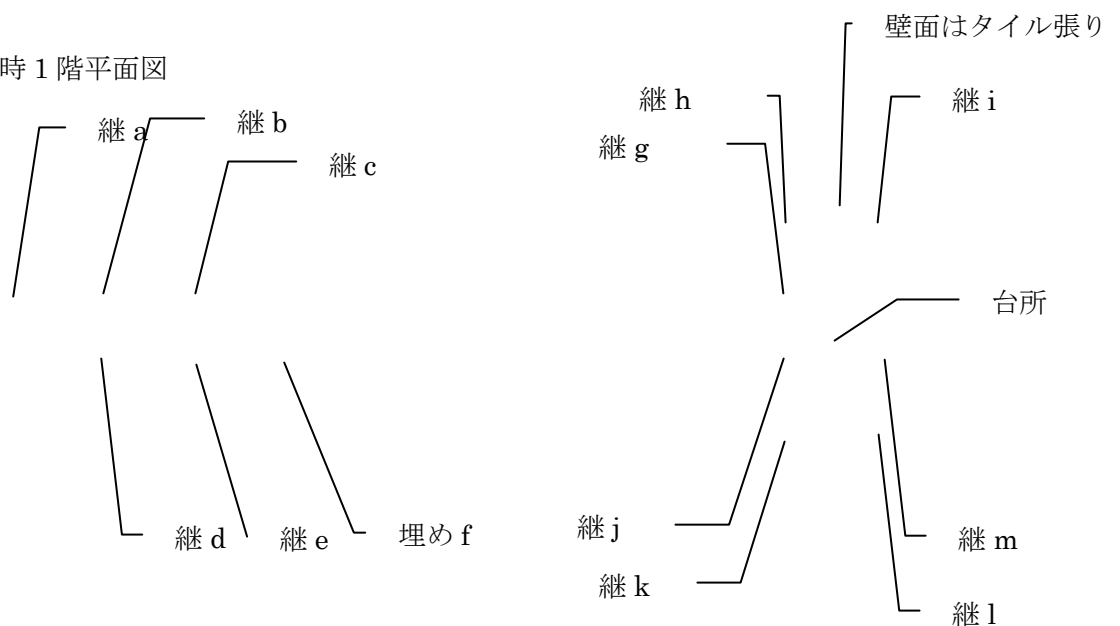 壁面はタイル張り
時 1 階平面図
継 h
継 i
継 a
継 b
継 g
継 c
台所
継 d
継 e
埋め f
継 j
継 m
継 k
継 l